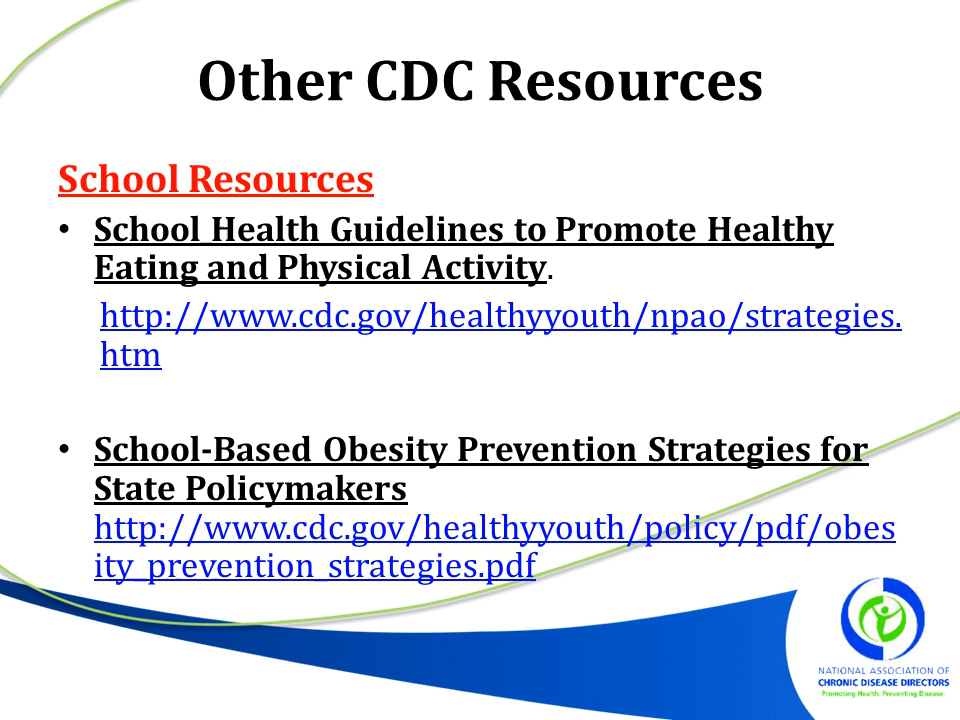 Other CDC Resources
School Resources
• School Health Guidelines to Promote Healthy
Eating and Physical Activity.
http://www.cdc.gov/healthyyouth/npao/strategies.
htm
• School-Based Obesity Prevention Strategies for
State Policymakers
http://www.cdc.gov/healthyyouth/policy/pdf/obes
ity_prevention_strategies.pdf
NATIONAL ASSOCIATION OF
CHRONIC DISEASE DIRECTORS
Promoting Health. Preventing Disease.